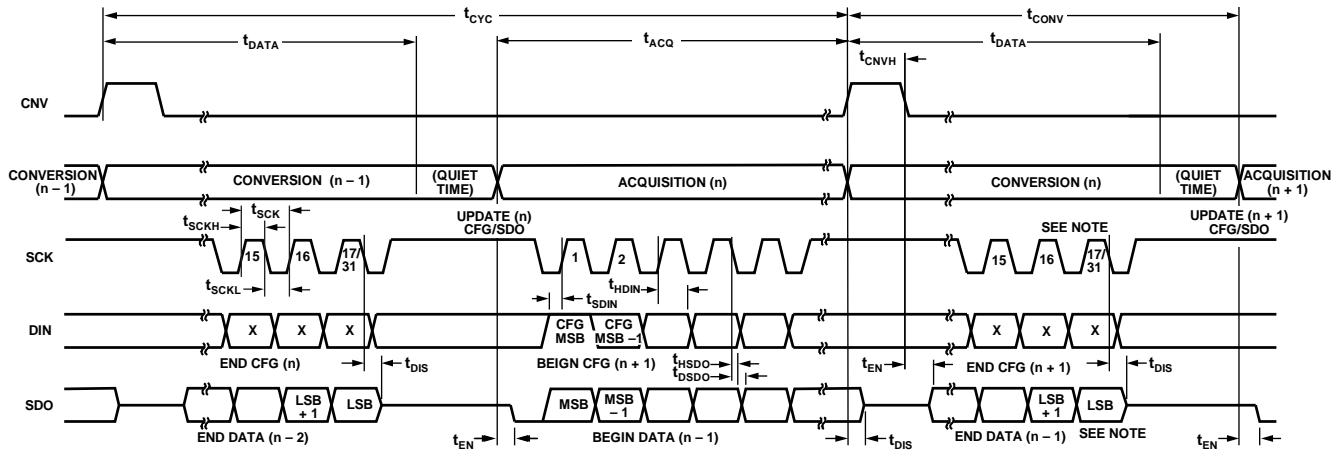 tCYC tCONV
tDATA tACQ tDATA
tCNVH
CNV
CONVERSION (n – 1) CONVERSION (n – 1) (QUIET TIME) ACQUISITION (n) CONVERSION (n) (QUIET TIME) ACQUISITION (n + 1)
tSCK UPDATE (n) CFG/SDO UPDATE (n + 1) CFG/SDO
tSCKH SEE NOTE
SCK 15 16 17/31 1 2 15 16 17/31
tSCKL tHDIN
tSDIN
DIN X X X CFG MSB CFG MSB –1 X X X
END CFG (n) BEIGN CFG (n + 1) END CFG (n + 1)
tDIS tHSDO tEN tDIS
tDSDO
SDO LSB + 1 LSB MSB MSB –1 LSB + 1 LSB
END DATA (n – 2) BEGIN DATA (n – 1) END DATA (n – 1) SEE NOTE
tEN tDIS tEN